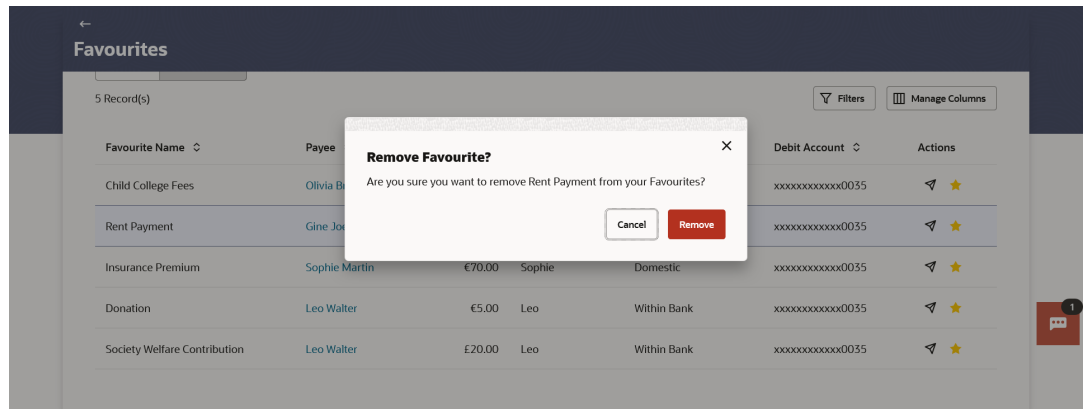 Favourites
5 Record(s)
Filters
Manage Columns
Favourite Name Payee Debit Account Actions
Remove Favourite?
Are you sure you want to remove Rent Payment from your Favourites?
Cancel Remove
Child College Fees Olivia xxxxxxxxxxxx0035
Rent Payment Gine xxxxxxxxxxxx0035
Insurance Premium Sophie Martin €70.00 Sophie Domestic xxxxxxxxxxxx0035
Donation Leo Walter €5.00 Leo Within Bank xxxxxxxxxxxx0035
Society Welfare Contribution Leo Walter £20.00 Leo Within Bank xxxxxxxxxxxx0035
1